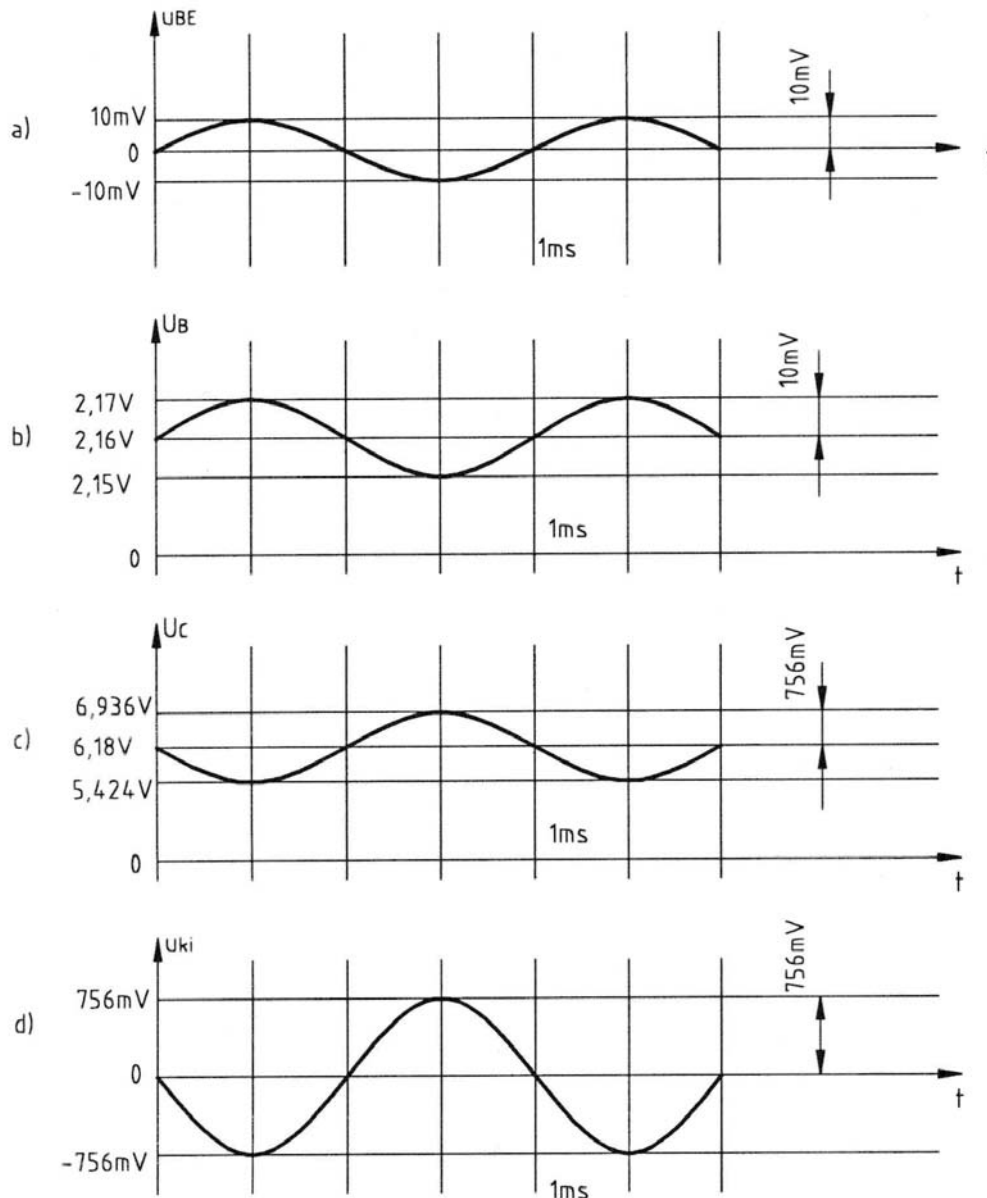 uBE
10mV
a)
10mV
0
-10mV
1ms
UB
10mV
2,17V
b)
2,16V
2,15V
1ms
0
t
Uc
756mV
6,936V
c)
6,18V
5,424V
1ms
0
t
uki
756mV
756mV
d)
0
t
-756mV
1ms